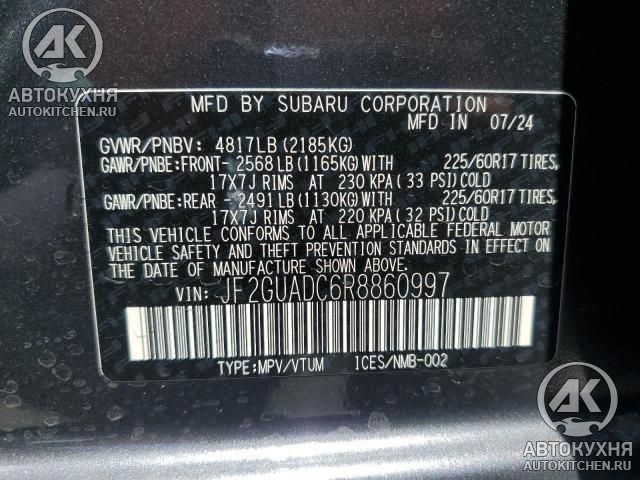 AK
АВТОКУХНЯ
AUTOKITCHEN.RU
MFD BY SUBARU CORPORATION
MFD IN 07/24
GVWR/PNBV: 4817LB (2185KG)
GAWR/PNBE:FRONT- 2568LB (1165KG) WITH 225/60R17 TIRES,
17X7J RIMS AT 230 KPA (33 PSI) COLD
GAWR/PNBE:REAR - 2491LB (1130KG) WITH 225/60R17 TIRES,
17X7J RIMS AT 220 KPA (32 PSI) COLD
THIS VEHICLE CONFORMS TO ALL APPLICABLE FEDERAL MOTOR
VEHICLE SAFETY AND THEFT PREVENTION STANDARDS IN EFFECT ON
THE DATE OF MANUFACTURE SHOWN ABOVE.
VIN: JF2GUADC6R8860997
TYPE:MPV/VTUM ICES/NMB-002
AK
АВТОКУХНЯ
AUTOKITCHEN.RU